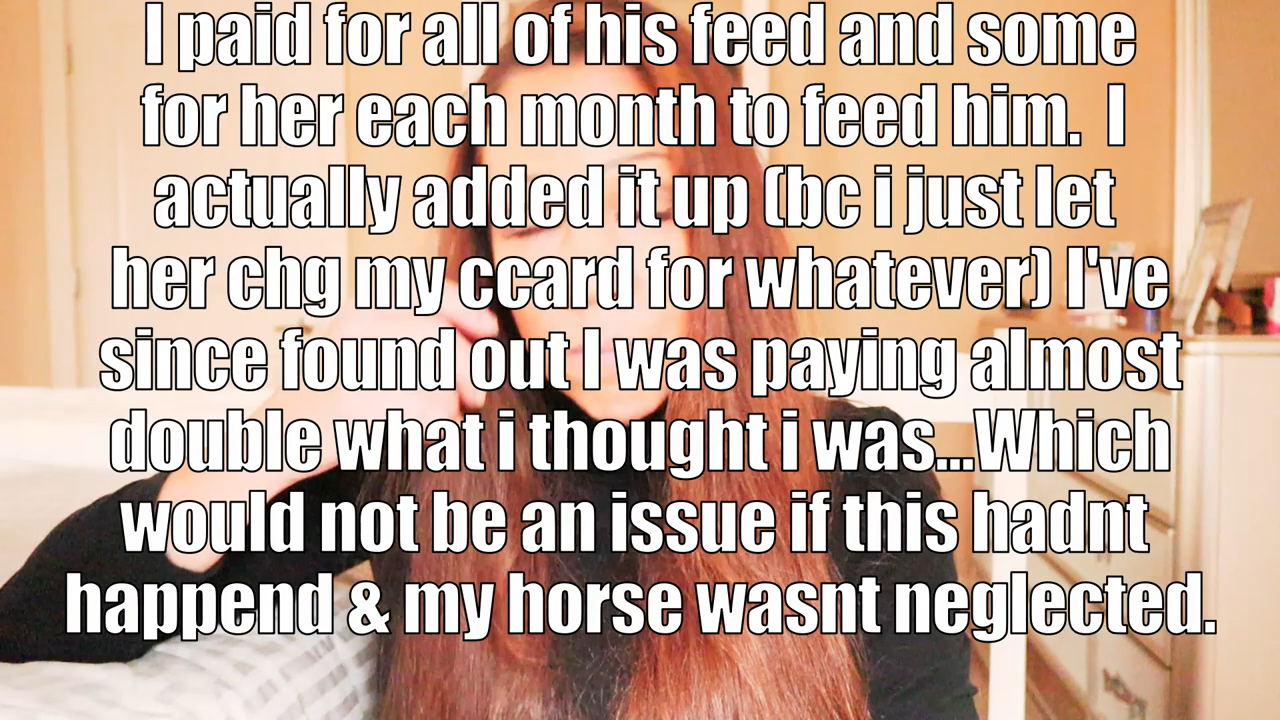 I paid for all of his feed and some
for her each month to feed him.  I
actually added it up (bc i just let
her chg my ccard for whatever) I've
since found out I was paying almost
double what i thought i was...Which
would not be an issue if this hadnt
happend & my horse wasnt neglected.